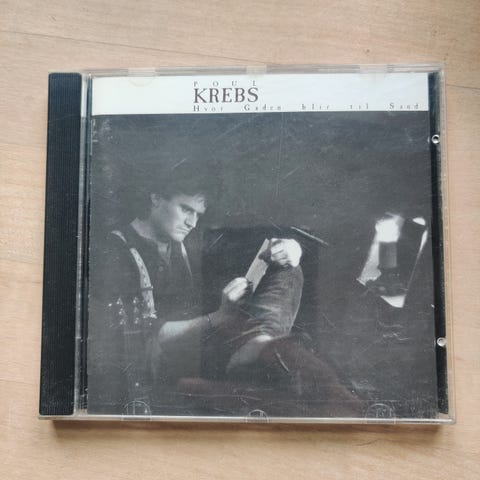 POUL
KREBS
Hvor Gaden blir til Sand